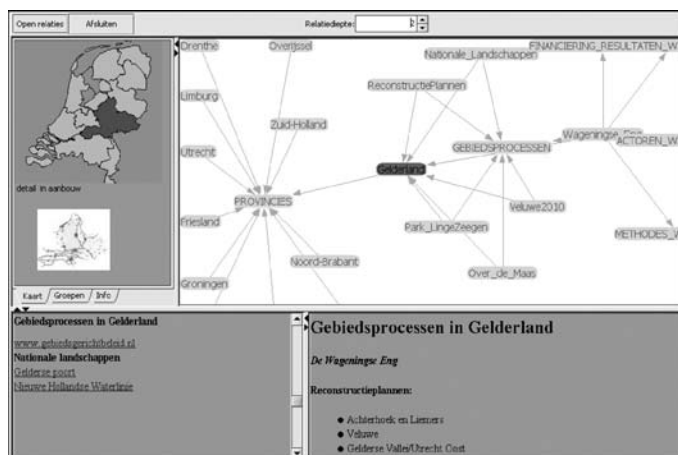 Open relaties Afsluiten Relatiediepte: 2
Drenthe Overijssel Nationale_Landschappen FINANCIERING_RESULTATEN_W
ReconstructiePlannen
Limburg
Zuid-Holland
Wageningse_Eng
ACTOREN_W
Utrecht GEBIEDSPROCESSEN
Gelderland
detail in aanbouw
PROVINCIES
Veluwe2010
Friesland Park_LingeZeegen METHODES_W
Noord-Brabant
Over_de_Maas
Groningen
Kaart Groepen Info
Gebiedsprocessen in Gelderland
www.gebiedsgerichtbeleid.nl
Nationale landschappen
Gelderse poort
Nieuwe Hollandse Waterlinie
Gebiedsprocessen in Gelderland
De Wageningse Eng
Reconstructieplannen:
● Achterhoek en Liemers
● Veluwe
● Gelderse Vallei/Utrecht Oost